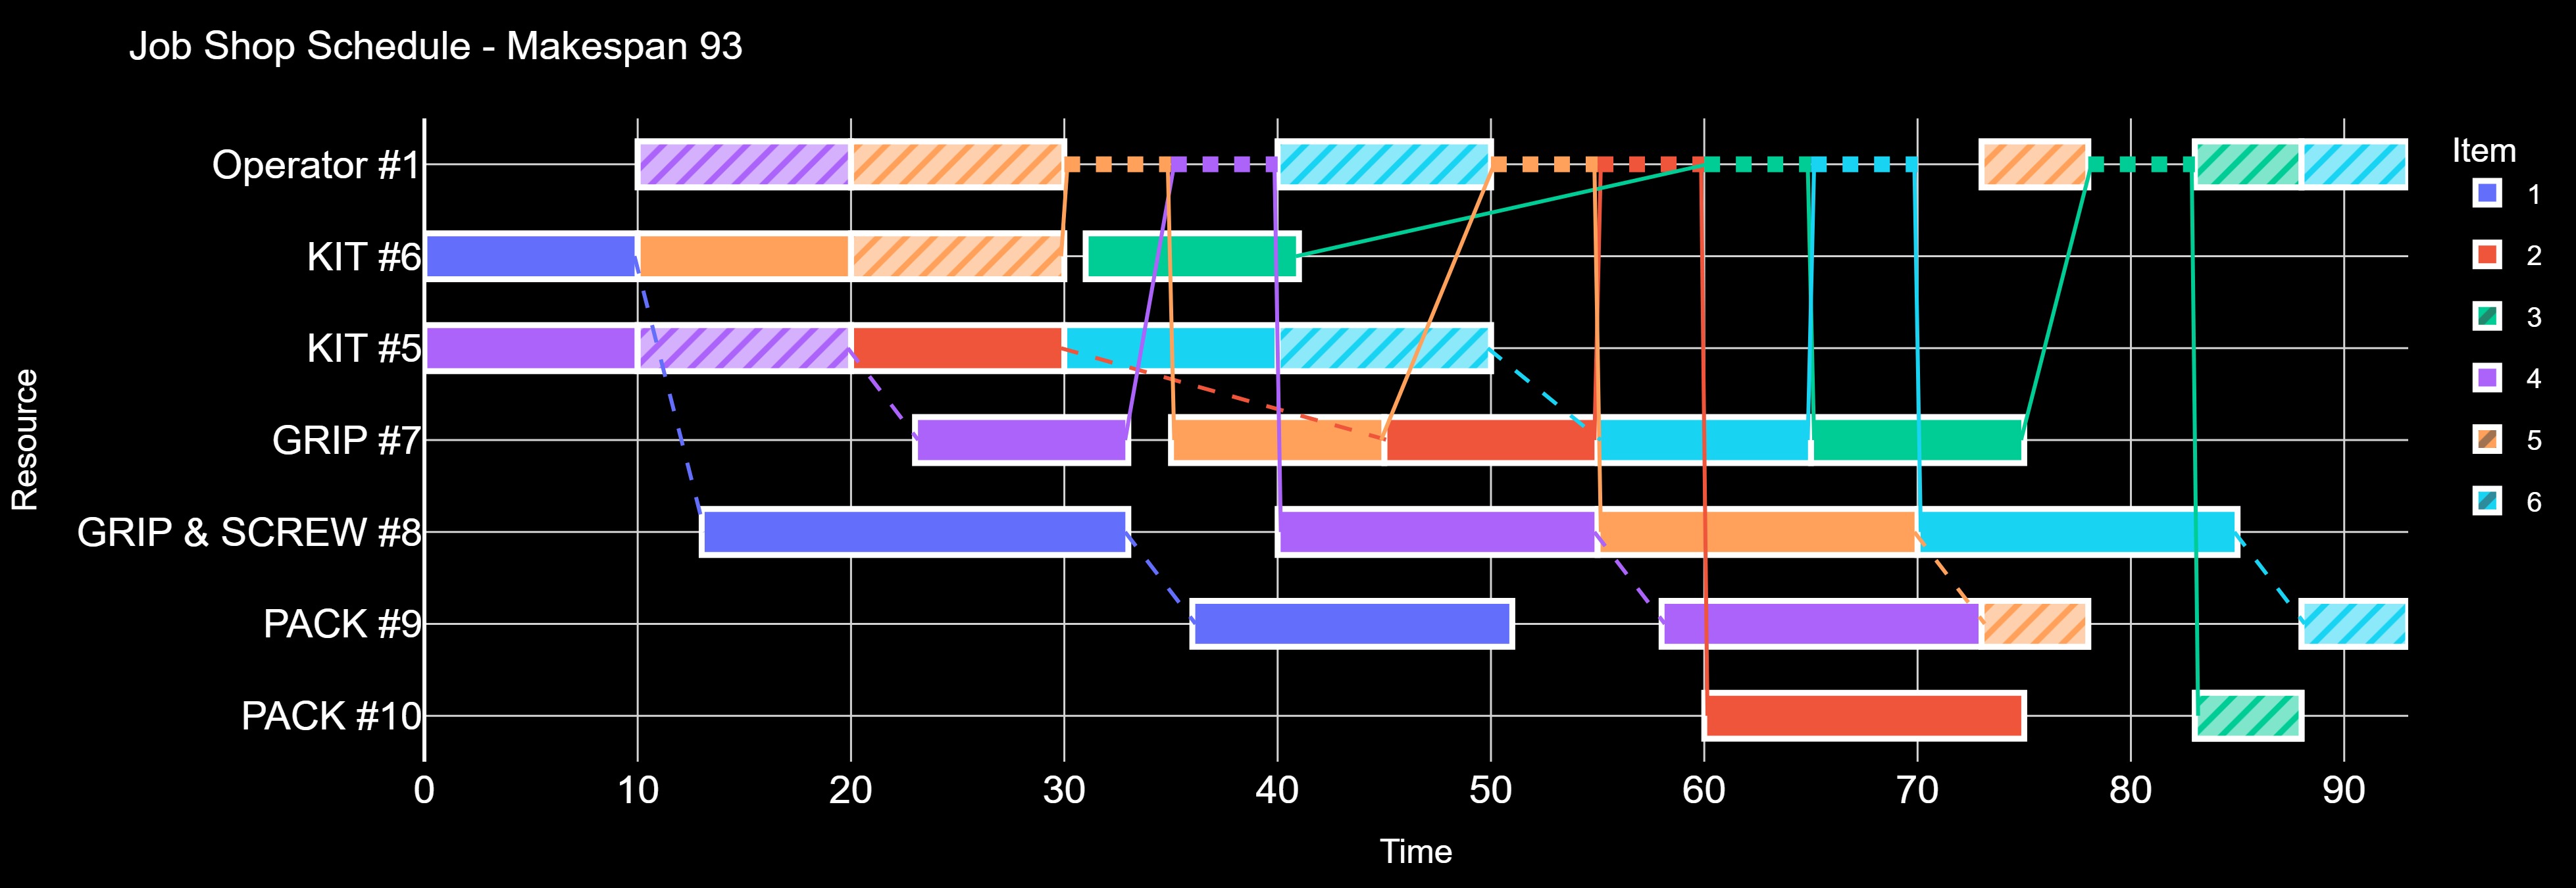 Job Shop Schedule - Makespan 93
Operator #1
KIT #6
KIT #5
GRIP #7
GRIP & SCREW #8
PACK #9
PACK #10
Resource
0 10 20 30 40 50 60 70 80 90
Time
Item
1
2
3
4
5
6